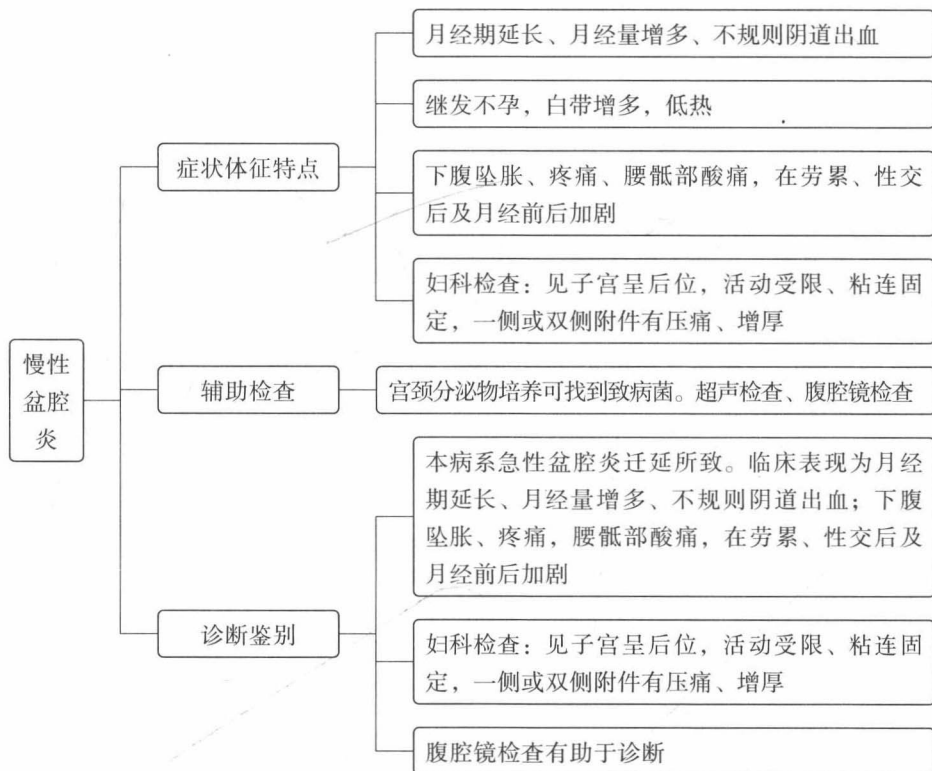 月经期延长、月经量增多、不规则阴道出血
继发不孕，白带增多，低热
症状体征特点
下腹坠胀、疼痛、腰骶部酸痛，在劳累、性交
后及月经前后加剧
妇科检查：见子宫呈后位，活动受限、粘连固
定，一侧或双侧附件有压痛、增厚
慢性
盆腔
炎
辅助检查
宫颈分泌物培养可找到致病菌。超声检查、腹腔镜检查
本病系急性盆腔炎迁延所致。临床表现为月经
期延长、月经量增多、不规则阴道出血；下腹
坠胀、疼痛，腰骶部酸痛，在劳累、性交后及
月经前后加剧
诊断鉴别
妇科检查：见子宫呈后位，活动受限、粘连固
定，一侧或双侧附件有压痛、增厚
腹腔镜检查有助于诊断